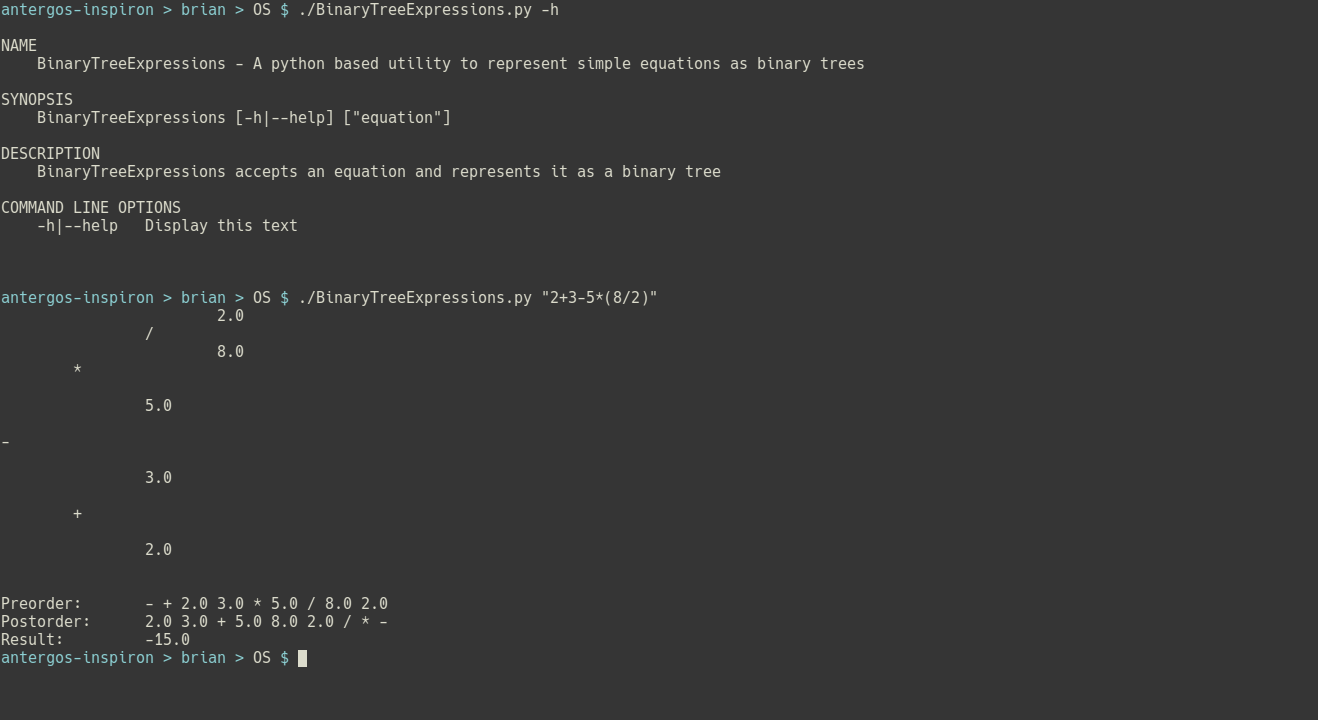 antergos-inspiron > brian > OS $ ./BinaryTreeExpressions.py -h
NAME
    BinaryTreeExpressions - A python based utility to represent simple equations as binary trees
SYNOPSIS
    BinaryTreeExpressions [-h|--help] ["equation"]
DESCRIPTION
    BinaryTreeExpressions accepts an equation and represents it as a binary tree
COMMAND LINE OPTIONS
    -h|--help   Display this text
antergos-inspiron > brian > OS $ ./BinaryTreeExpressions.py "2+3-5*(8/2)"
                        2.0
                /
                        8.0
        *
                5.0
-
                3.0
        +
                2.0
Preorder:       - + 2.0 3.0 * 5.0 / 8.0 2.0
Postorder:      2.0 3.0 + 5.0 8.0 2.0 / * -
Result:         -15.0
antergos-inspiron > brian > OS $